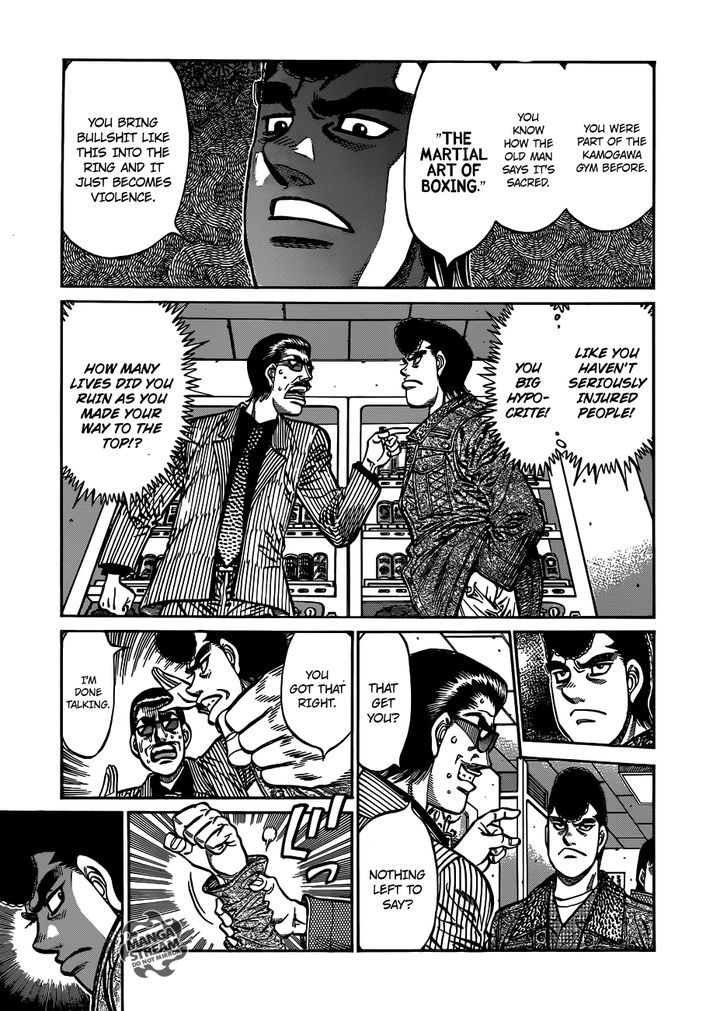 YOU WERE
PART OF THE
KAMOGAWA
GYM BEFORE.
YOU
KNOW
HOW THE
OLD MAN
SAYS IT'S
SACRED.
"THE
MARTIAL
ART OF
BOXING."
YOU BRING
BULLSHIT LIKE
THIS INTO THE
RING AND IT
JUST BECOMES
VIOLENCE.
LIKE YOU
HAVEN'T
SERIOUSLY
INJURED
PEOPLE!
YOU
BIG
HYPO-
CRITE!
HOW MANY
LIVES DID YOU
RUIN AS YOU
MADE YOUR
WAY TO THE
TOP!?
THAT
GET
YOU?
NOTHING
LEFT TO
SAY?
YOU
GOT THAT
RIGHT.
I'M
DONE
TALKING.
MANGA
STREAM
DO NOT MIRROR